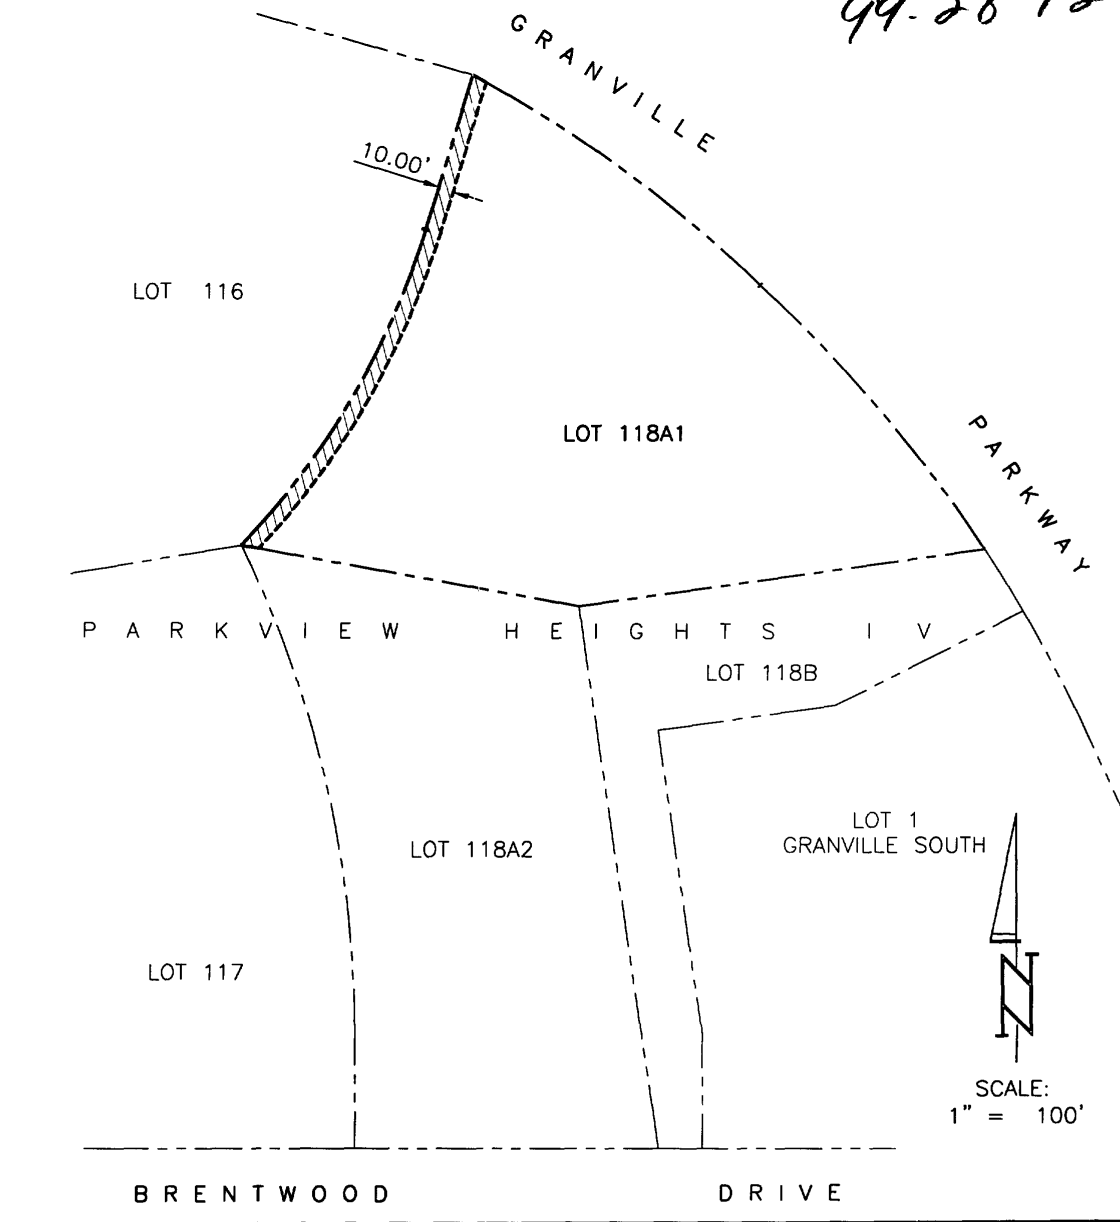 GRANVILLE
10.00'
LOT 116
LOT 118A1
PARKWAY
PARKVIEW HEIGHTS IV
LOT 118B
LOT 1
GRANVILLE SOUTH
LOT 118A2
LOT 117
N
SCALE:
1" = 100'
BRENTWOOD DRIVE